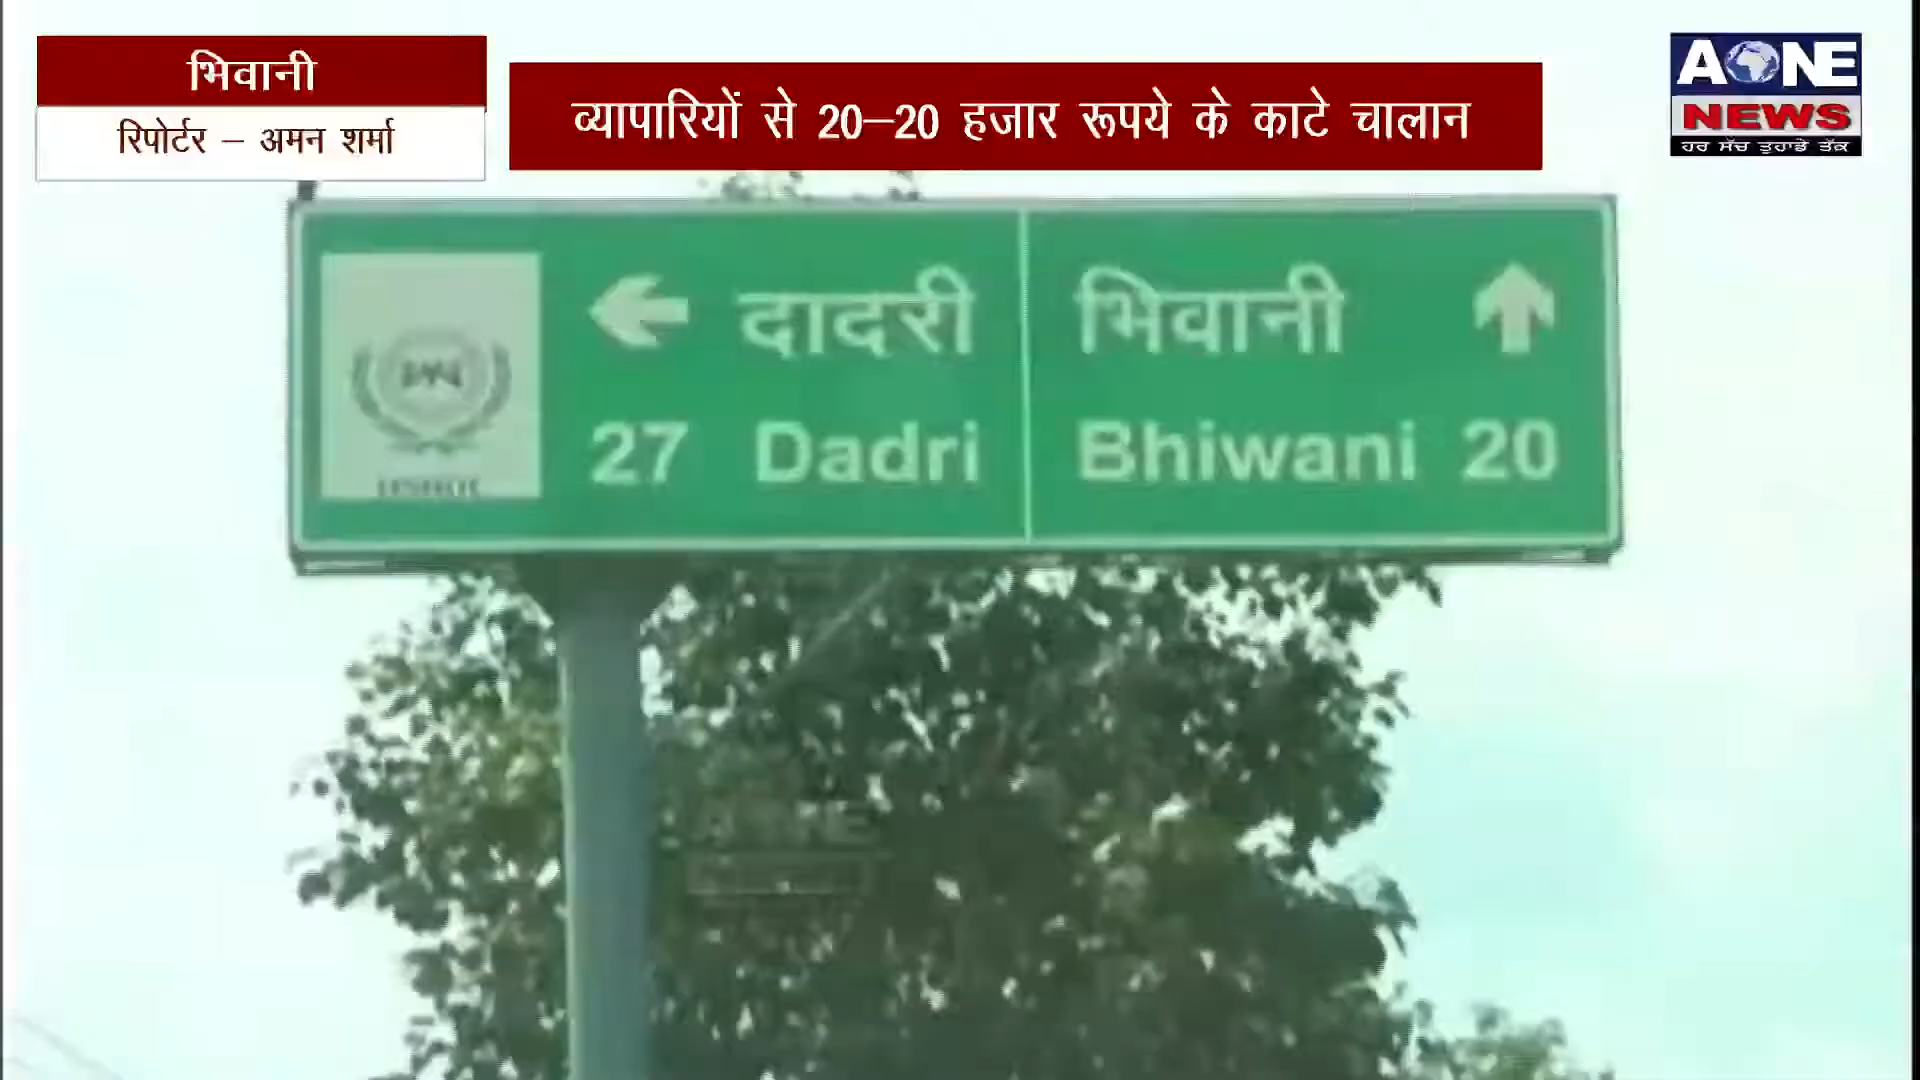 भिवानी
रिपोर्टर – अमन शर्मा
व्यापारियों से 20–20 हजार रूपये के काटे चालान
AONE
NEWS
ਹਰ ਸੱਚ ਤੁਹਾਡੇ ਤੱਕ
दादरी
27 Dadri
भिवानी
Bhiwani 20